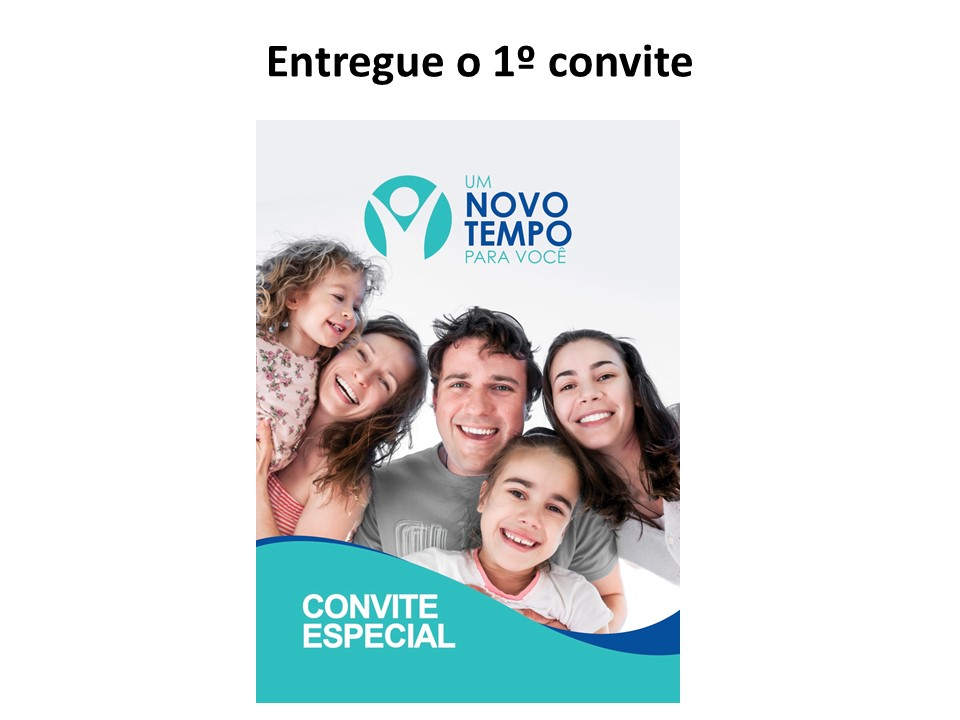 Entregue o 1º convite
UM
NOVO
TEMPO
PARA VOCÊ
CONVITE
ESPECIAL